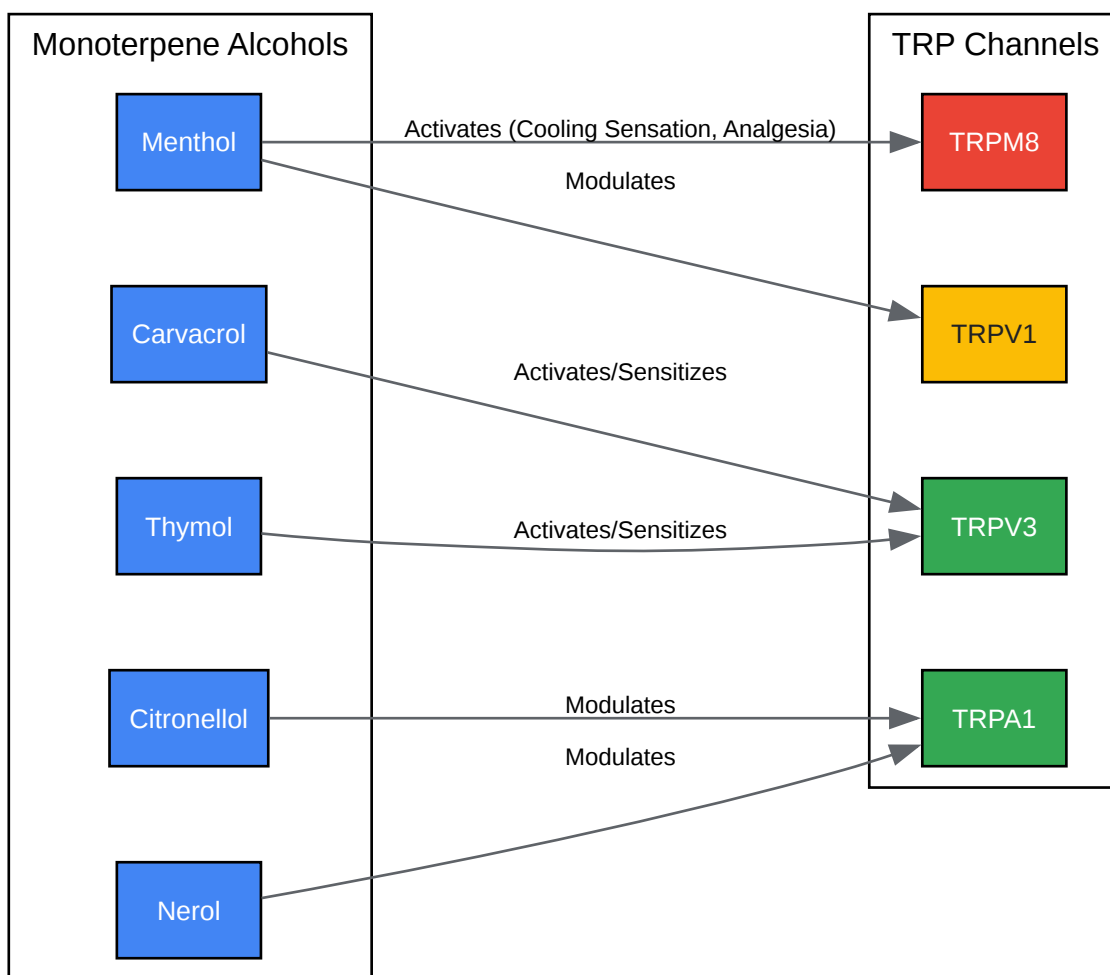 Monoterpene Alcohols
TRP Channels
Menthol
Activates (Cooling Sensation, Analgesia)
TRPM8
Modulates
Carvacrol
TRPV1
Activates/Sensitizes
Thymol
Activates/Sensitizes
TRPV3
Citronellol
Modulates
TRPA1
Modulates
Nerol